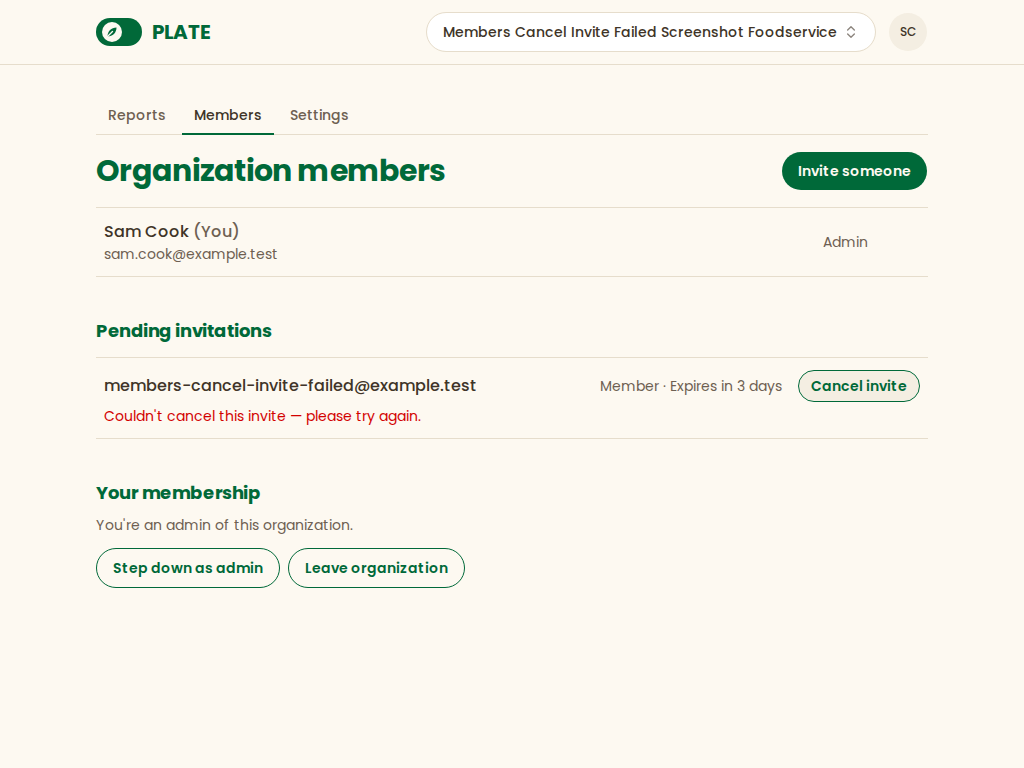 PLATE
Members Cancel Invite Failed Screenshot Foodservice
SC
Reports
Members
Settings
Organization members
Invite someone
Sam Cook (You)
sam.cook@example.test
Admin
Pending invitations
members-cancel-invite-failed@example.test
Member · Expires in 3 days
Cancel invite
Couldn't cancel this invite — please try again.
Your membership
You're an admin of this organization.
Step down as admin
Leave organization